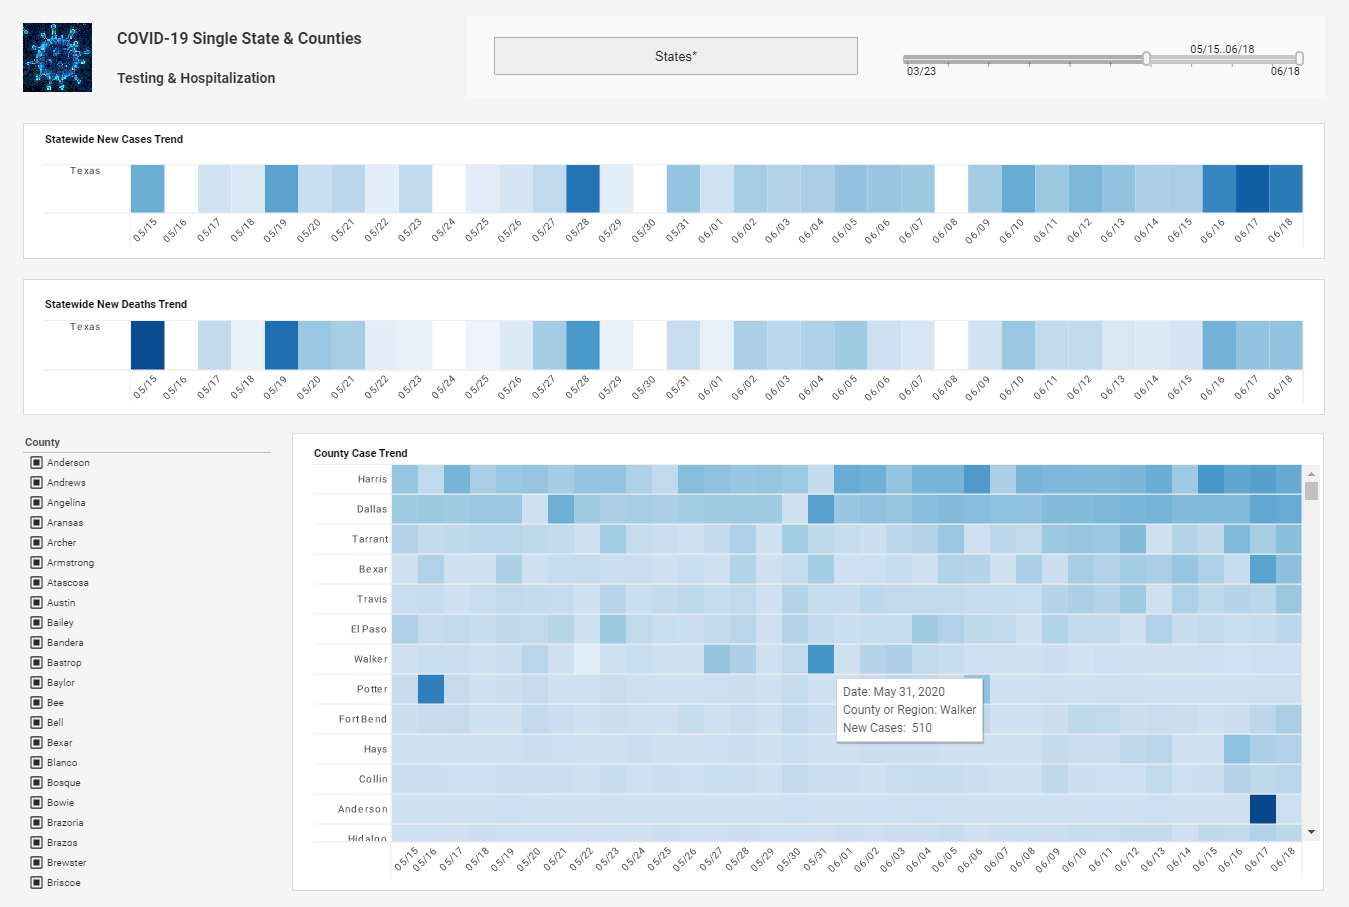 COVID-19 Single State & Counties
Testing & Hospitalization
States*
05/15..06/18
03/23
06/18
Statewide New Cases Trend
Texas
05/15 05/16 05/17 05/18 05/19 05/20 05/21 05/22 05/23 05/24 05/25 05/26 05/27 05/28 05/29 05/30 05/31 06/01 06/02 06/03 06/04 06/05 06/06 06/07 06/08 06/09 06/10 06/11 06/12 06/13 06/14 06/15 06/16 06/17 06/18
Statewide New Deaths Trend
Texas
05/15 05/16 05/17 05/18 05/19 05/20 05/21 05/22 05/23 05/24 05/25 05/26 05/27 05/28 05/29 05/30 05/31 06/01 06/02 06/03 06/04 06/05 06/06 06/07 06/08 06/09 06/10 06/11 06/12 06/13 06/14 06/15 06/16 06/17 06/18
County
Anderson
Andrews
Angelina
Aransas
Archer
Armstrong
Atascosa
Austin
Bailey
Bandera
Bastrop
Baylor
Bee
Bell
Bexar
Blanco
Bosque
Bowie
Brazoria
Brazos
Brewster
Briscoe
County Case Trend
Harris
Dallas
Tarrant
Bexar
Travis
El Paso
Walker
Potter
Fort Bend
Hays
Collin
Anderson
Hidalgo
Date: May 31, 2020
County or Region: Walker
New Cases: 510
05/15 05/16 05/17 05/18 05/19 05/20 05/21 05/22 05/23 05/24 05/25 05/26 05/27 05/28 05/29 05/30 05/31 06/01 06/02 06/03 06/04 06/05 06/06 06/07 06/08 06/09 06/10 06/11 06/12 06/13 06/14 06/15 06/16 06/17 06/18